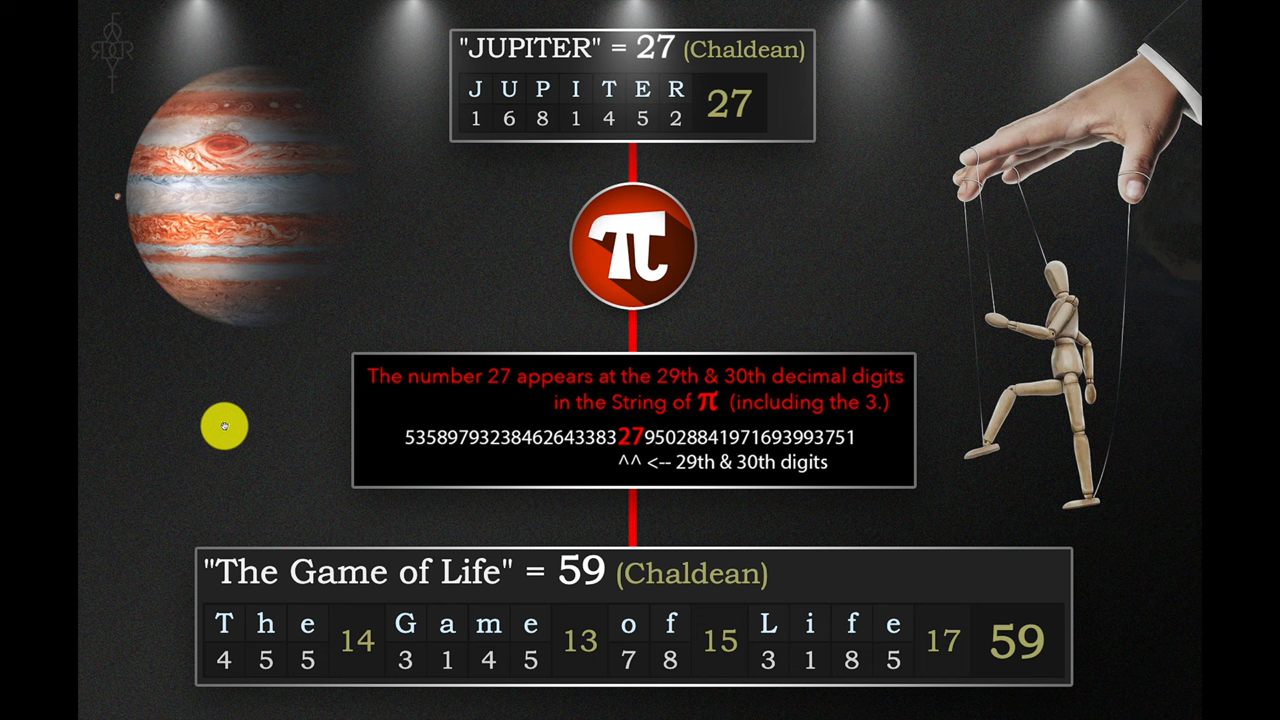 "JUPITER" = 27 (Chaldean)
J U P I T E R 27
1 6 8 1 4 5 2
π
The number 27 appears at the 29th & 30th decimal digits
in the String of π (including the 3.)
53589793238462643383279502884197169399​3751
^^ <-- 29th & 30th digits
"The Game of Life" = 59 (Chaldean)
T h e 14 G a m e 13 o f 15 L i f e 17 59
4 5 5 3 1 4 5 7 8 3 1 8 5